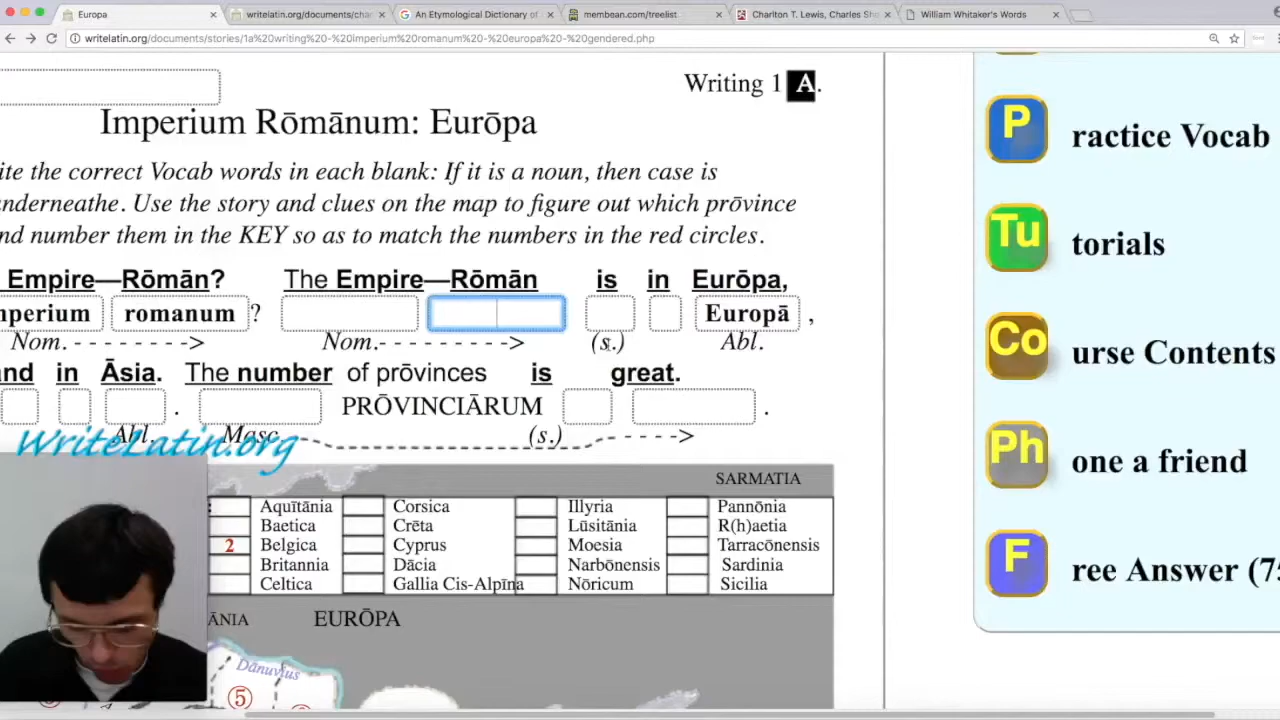 Europa
writelatin.org/documents/cha
An Etymological Dictionary of
membean.com/treelist
Charlton T. Lewis, Charles Sho
William Whitaker's Words
writelatin.org/documents/stories/1a%20writing%20-%20imperium%20romanum%20-%20europa%20-%20gendered.php
Writing 1 A.
Imperium Rōmānum: Eurōpa
ite the correct Vocab words in each blank: If it is a noun, then case is
nderneathe. Use the story and clues on the map to figure out which prōvince
nd number them in the KEY so as to match the numbers in the red circles.
Empire—Rōmān? The Empire—Rōmān is in Eurōpa,
nperium romanum ? Europā ,
Nom. - - - - - - - -> Nom.- - - - - - - - -> (s.) Abl.
nd in Āsia. The number of prōvinces is great.
. PRŌVINCIĀRUM .
Abl. Masc. (s.) - - - - ->
WriteLatin.org
SARMATIA
: Aquītānia Corsica Illyria Pannōnia
Baetica Crēta Lūsitānia R(h)aetia
2 Belgica Cyprus Moesia Tarracōnensis
Britannia Dācia Narbōnensis Sardinia
Celtica Gallia Cis-Alpīna Nōricum Sicilia
ĀNIA EURŌPA
Dānuvius
5
P ractice Vocab
Tu torials
Co urse Contents
Ph one a friend
F ree Answer (75